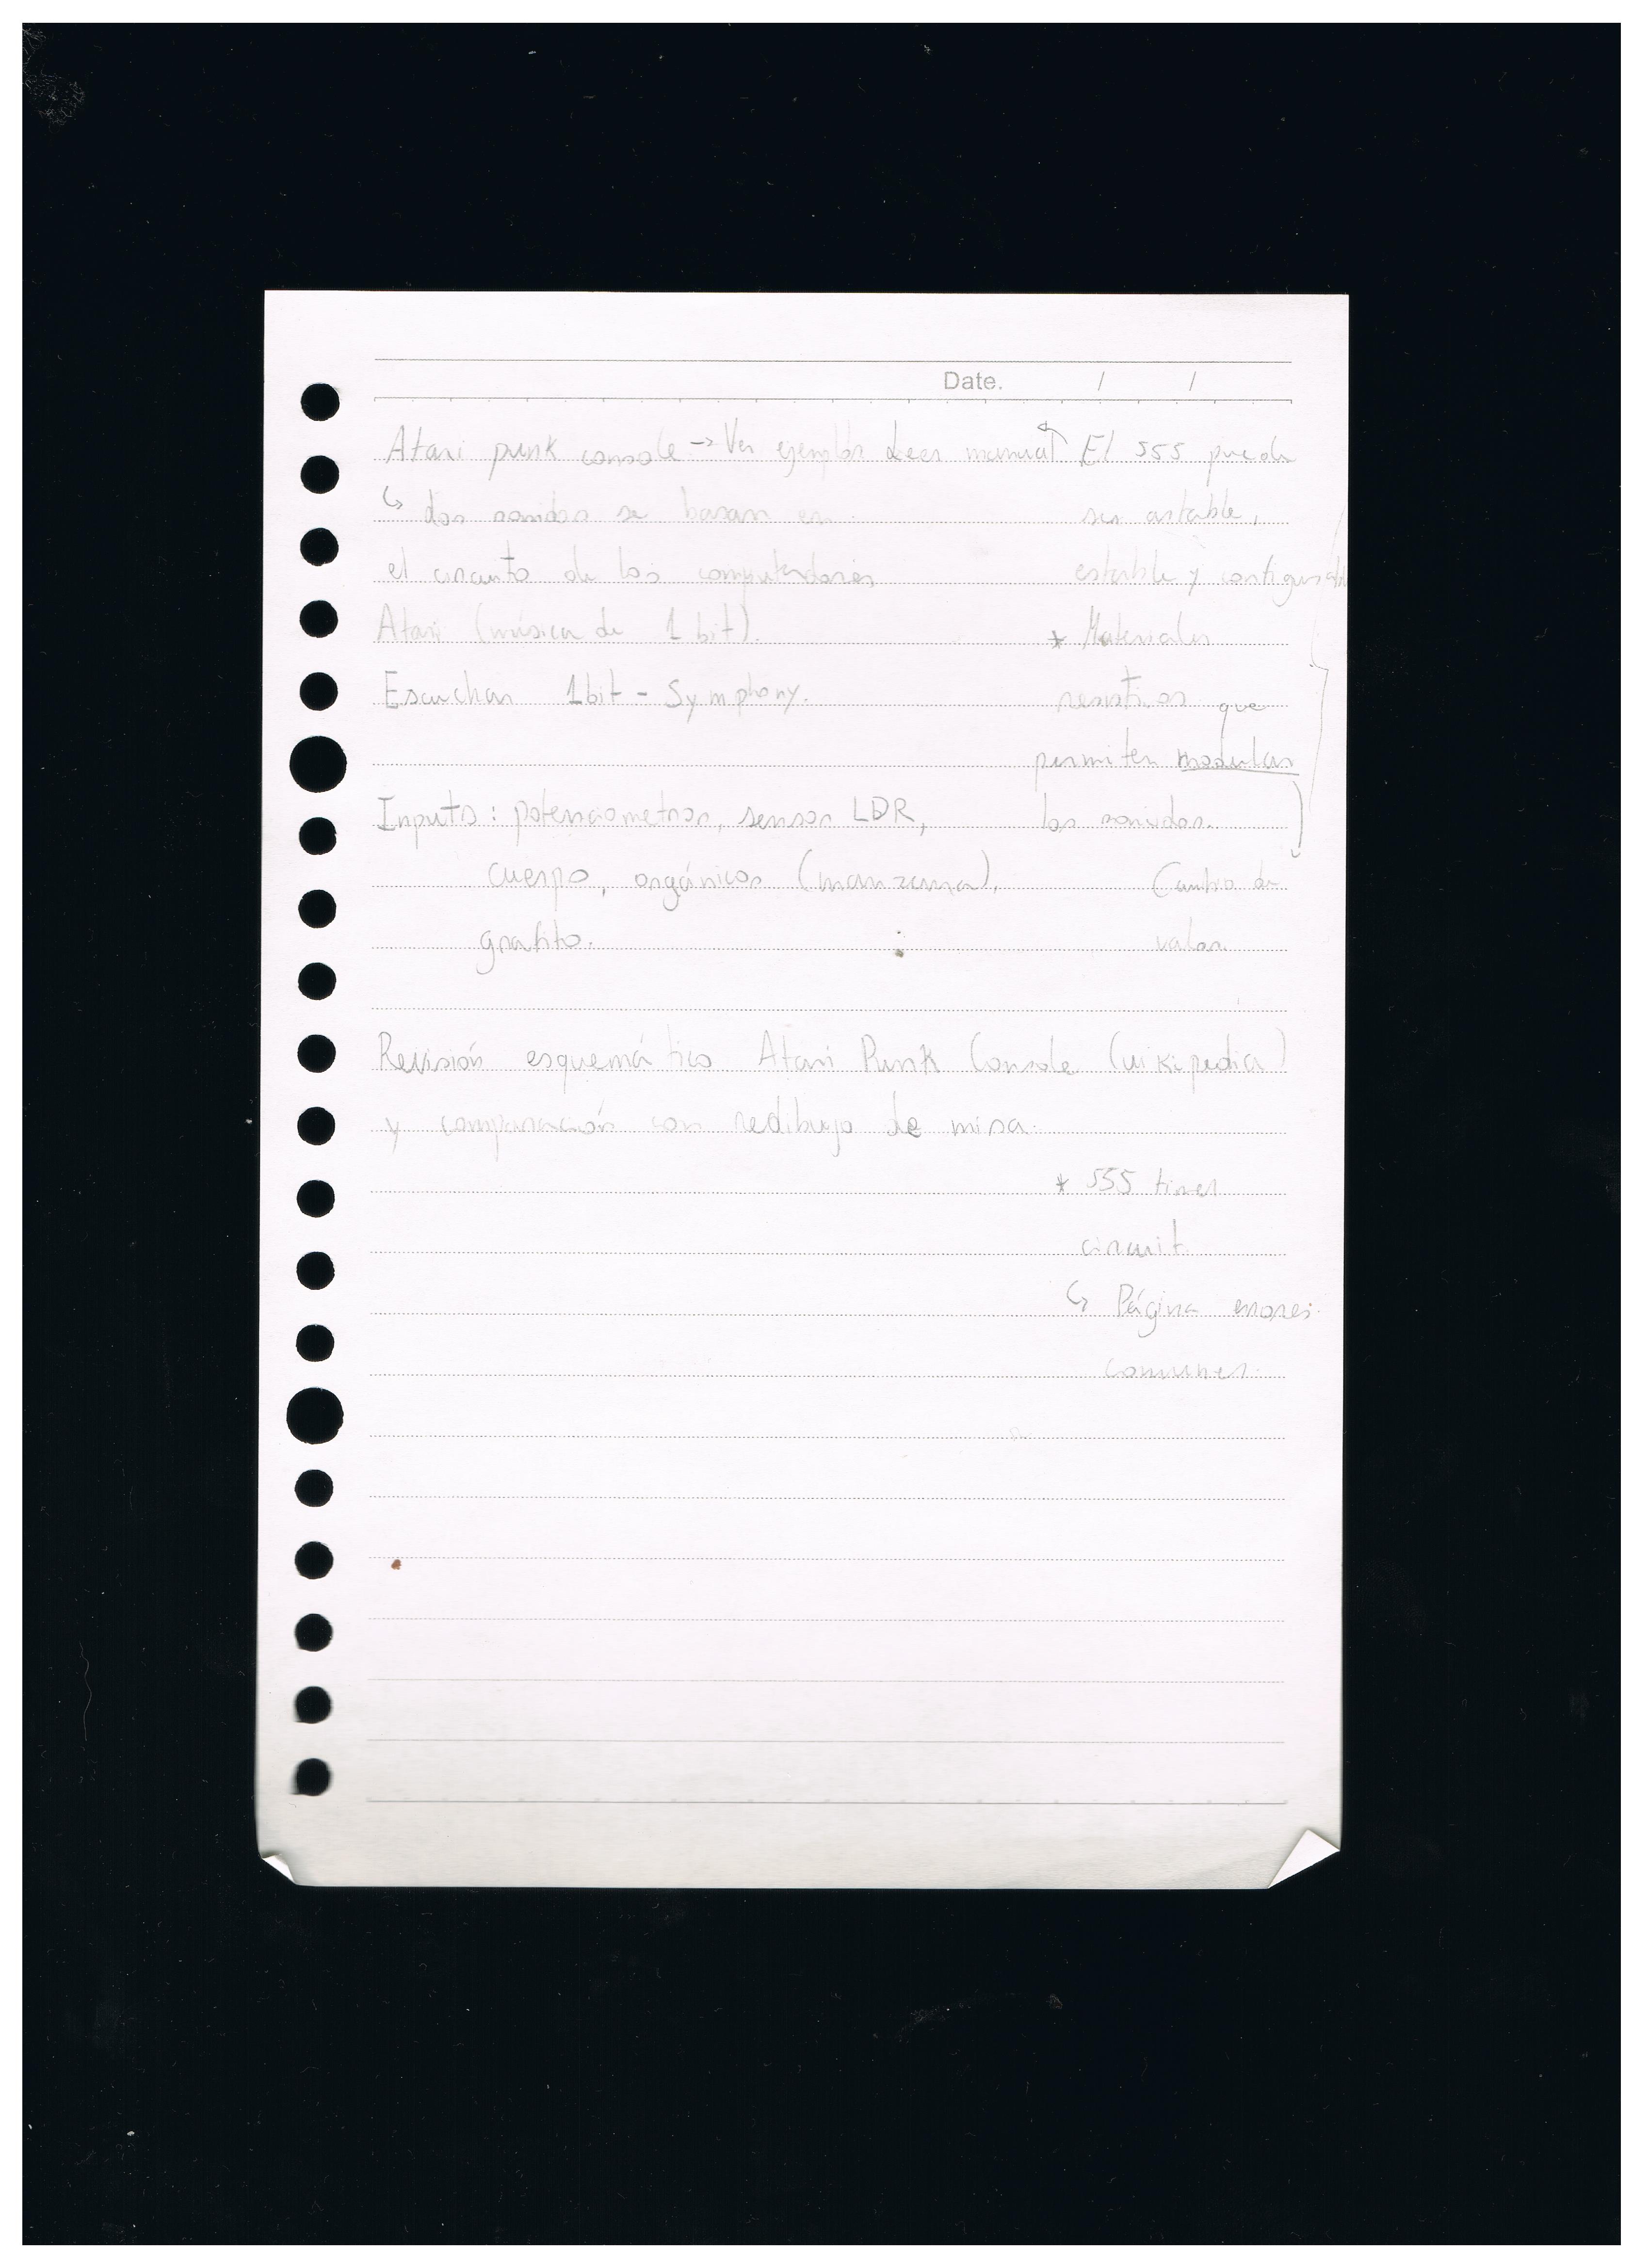 Date. / /
Atari punk console → Ver ejemplos Leer manual
↳ Los sonidos se basan en
el circuito de los computadores
Atari (música de 1 bit).
Escuchar 1bit - Symphony.
El 555 puede
ser astable,
estable y configurable
* Materiales
resistivos que
permiten modular
los sonidos.
Cambio de
valor
Inputs: potenciometros, sensor LDR,
cuerpo, orgánicos (manzana),
grafito.
Revisión esquemático Atari Punk Console (wikipedia)
y comparación con redibujo de misa.
* 555 timer
circuit
↳ Página errores
comunes.